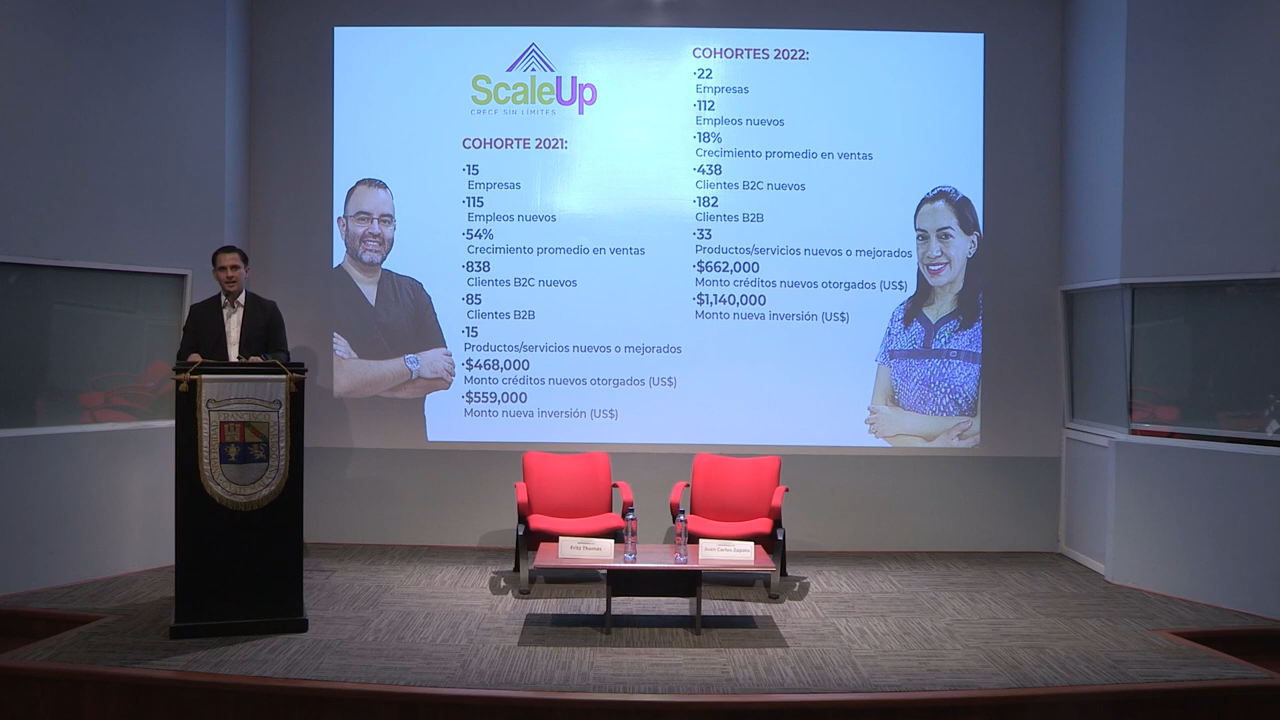 ScaleUp
CRECE SIN LÍMITES
COHORTE 2021:
·15
Empresas
·115
Empleos nuevos
·54%
Crecimiento promedio en ventas
·838
Clientes B2C nuevos
·85
Clientes B2B
·15
Productos/servicios nuevos o mejorados
·$468,000
Monto créditos nuevos otorgados (US$)
·$559,000
Monto nueva inversión (US$)
COHORTES 2022:
·22
Empresas
·112
Empleos nuevos
·18%
Crecimiento promedio en ventas
·438
Clientes B2C nuevos
·182
Clientes B2B
·33
Productos/servicios nuevos o mejorados
·$662,000
Monto créditos nuevos otorgados (US$)
·$1,140,000
Monto nueva inversión (US$)
FRANCISCO
Fritz Thomas
Juan Carlos Zapata